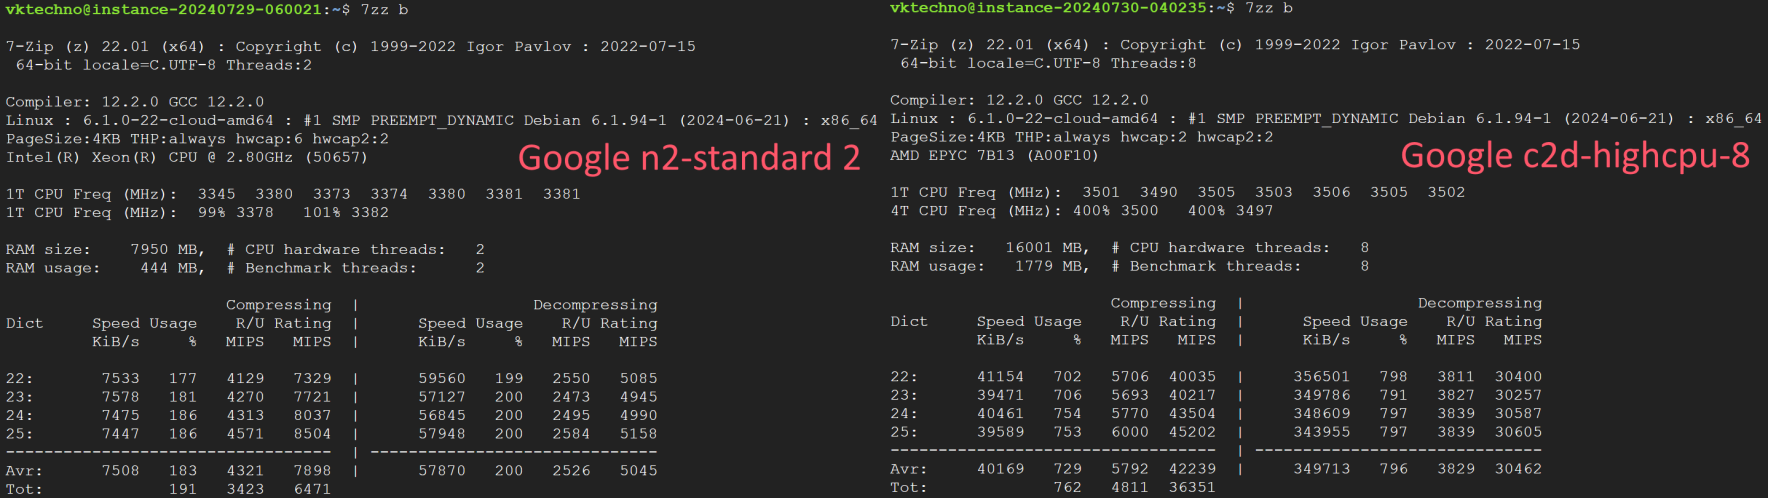 vktechno@instance-20240729-060021:~$ 7zz b
7-Zip (z) 22.01 (x64) : Copyright (c) 1999-2022 Igor Pavlov : 2022-07-15
64-bit locale=C.UTF-8 Threads:2
Compiler: 12.2.0 GCC 12.2.0
Linux : 6.1.0-22-cloud-amd64 : #1 SMP PREEMPT_DYNAMIC Debian 6.1.94-1 (2024-06-21) : x86_64
PageSize:4KB THP:always hwcap:6 hwcap2:2
Intel(R) Xeon(R) CPU @ 2.80GHz (50657)
Google n2-standard 2
1T CPU Freq (MHz): 3345 3380 3373 3374 3380 3381 3381
1T CPU Freq (MHz): 99% 3378 101% 3382
RAM size: 7950 MB, # CPU hardware threads: 2
RAM usage: 444 MB, # Benchmark threads: 2
Compressing | Decompressing
Dict Speed Usage R/U Rating | Speed Usage R/U Rating
KiB/s % MIPS MIPS | KiB/s % MIPS MIPS
22: 7533 177 4129 7329 | 59560 199 2550 5085
23: 7578 181 4270 7721 | 57127 200 2473 4945
24: 7475 186 4313 8037 | 56845 200 2495 4990
25: 7447 186 4571 8504 | 57948 200 2584 5158
---------------------------------- | ------------------------------
Avr: 7508 183 4321 7898 | 57870 200 2526 5045
Tot: 191 3423 6471
vktechno@instance-20240730-040235:~$ 7zz b
7-Zip (z) 22.01 (x64) : Copyright (c) 1999-2022 Igor Pavlov : 2022-07-15
64-bit locale=C.UTF-8 Threads:8
Compiler: 12.2.0 GCC 12.2.0
Linux : 6.1.0-22-cloud-amd64 : #1 SMP PREEMPT_DYNAMIC Debian 6.1.94-1 (2024-06-21) : x86_64
PageSize:4KB THP:always hwcap:2 hwcap2:2
AMD EPYC 7B13 (A00F10)
Google c2d-highcpu-8
1T CPU Freq (MHz): 3501 3490 3505 3503 3506 3505 3502
4T CPU Freq (MHz): 400% 3500 400% 3497
RAM size: 16001 MB, # CPU hardware threads: 8
RAM usage: 1779 MB, # Benchmark threads: 8
Compressing | Decompressing
Dict Speed Usage R/U Rating | Speed Usage R/U Rating
KiB/s % MIPS MIPS | KiB/s % MIPS MIPS
22: 41154 702 5706 40035 | 356501 798 3811 30400
23: 39471 706 5693 40217 | 349786 791 3827 30257
24: 40461 754 5770 43504 | 348609 797 3839 30587
25: 39589 753 6000 45202 | 343955 797 3839 30605
---------------------------------- | ------------------------------
Avr: 40169 729 5792 42239 | 349713 796 3829 30462
Tot: 762 4811 36351